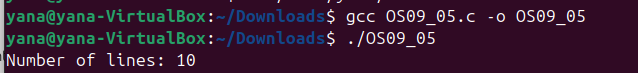 yana@yana-VirtualBox:~/Downloads$ gcc OS09_05.c -o OS09_05
yana@yana-VirtualBox:~/Downloads$ ./OS09_05
Number of lines: 10